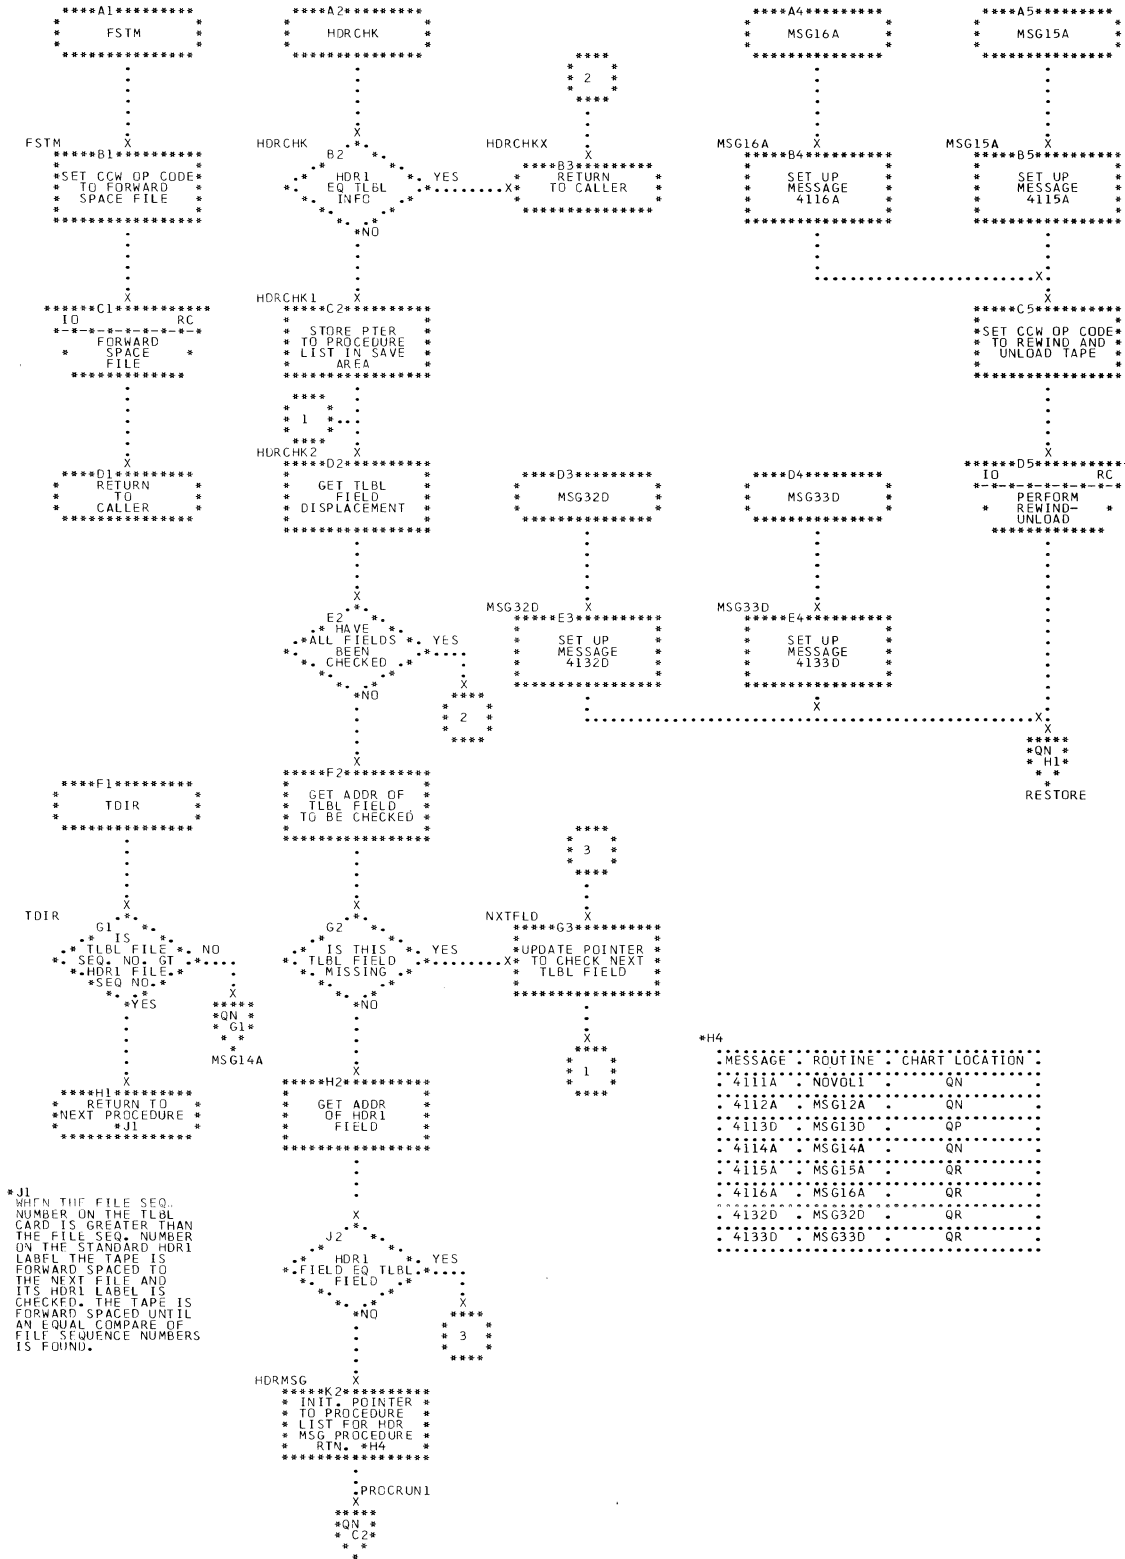 A1
FSTM
A2
HDRCHK
A4
MSG16A
A5
MSG15A
2
FSTM
B1
SET CCW OP CODE
TO FORWARD
SPACE FILE
HDRCHK
B2
HDR1
EQ TLBL
INFO
YES
NO
HDRCHKX
B3
RETURN
TO CALLER
MSG16A
B4
SET UP
MESSAGE
4116A
MSG15A
B5
SET UP
MESSAGE
4115A
C1
IO RC
FORWARD
SPACE
FILE
HDRCHK1
C2
STORE PTER
TO PROCEDURE
LIST IN SAVE
AREA
C5
SET CCW OP CODE
TO REWIND AND
UNLOAD TAPE
1
D1
RETURN
TO
CALLER
HDRCHK2
D2
GET TLBL
FIELD
DISPLACEMENT
D3
MSG32D
D4
MSG33D
D5
IO RC
PERFORM
REWIND-
UNLOAD
E2
HAVE
ALL FIELDS
BEEN
CHECKED
YES
NO
2
MSG32D
E3
SET UP
MESSAGE
4132D
MSG33D
E4
SET UP
MESSAGE
4133D
QN
H1
RESTORE
F1
TDIR
F2
GET ADDR OF
TLBL FIELD
TO BE CHECKED
3
TDIR
G1
IS
TLBL FILE
SEQ. NO. GT
HDR1 FILE
SEQ NO.
NO
YES
QN
G1
MSG14A
G2
IS THIS
TLBL FIELD
MISSING
YES
NO
NXTFLD
G3
UPDATE POINTER
TO CHECK NEXT
TLBL FIELD
1
H1
RETURN TO
NEXT PROCEDURE
*J1
H2
GET ADDR
OF HDR1
FIELD
*H4
MESSAGE . ROUTINE . CHART LOCATION
4111A . NOVOL1 . QN
4112A . MSG12A . QN
4113D . MSG13D . QP
4114A . MSG14A . QN
4115A . MSG15A . QR
4116A . MSG16A . QR
4132D . MSG32D . QR
4133D . MSG33D . QR
*J1
WHEN THE FILE SEQ.
NUMBER ON THE TLBL
CARD IS GREATER THAN
THE FILE SEQ. NUMBER
ON THE STANDARD HDR1
LABEL THE TAPE IS
FORWARD SPACED TO
THE NEXT FILE AND
ITS HDR1 LABEL IS
CHECKED. THE TAPE IS
FORWARD SPACED UNTIL
AN EQUAL COMPARE OF
FILE SEQUENCE NUMBERS
IS FOUND.
J2
HDR1
FIELD EQ TLBL
FIELD
YES
NO
3
HDRMSG
K2
INIT. POINTER
TO PROCEDURE
LIST FOR HDR
MSG PROCEDURE
RTN. *H4
PROCRUN1
QN
C2